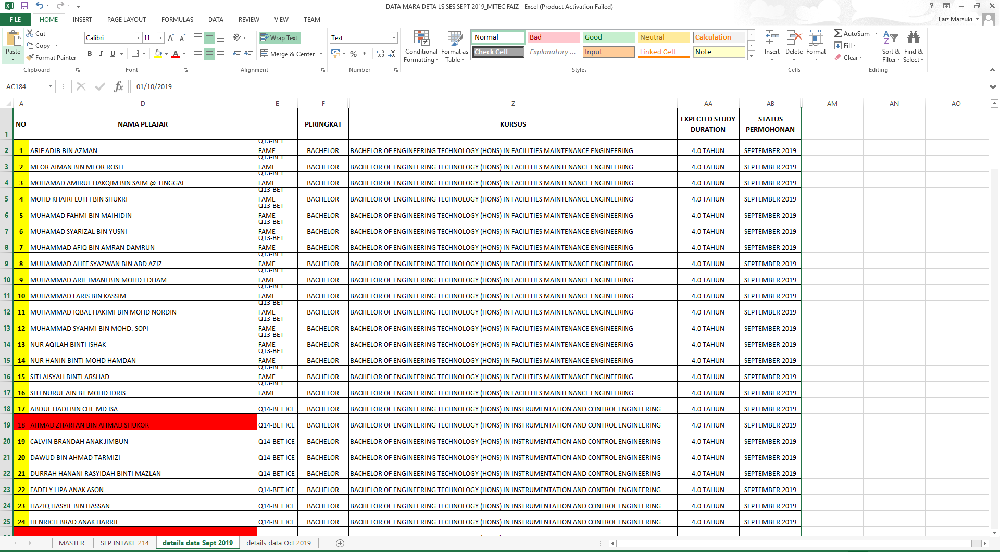 DATA MARA DETAILS SES SEPT 2019_MITEC FAIZ - Excel (Product Activation Failed)
FILE HOME INSERT PAGE LAYOUT FORMULAS DATA REVIEW VIEW TEAM Faiz Marzuki
Paste Cut Copy Format Painter Clipboard
Calibri 11 B I U A A A Font
Wrap Text Merge & Center Alignment
Text % , Number
Conditional Formatting Format as Table
Normal Bad Good Neutral Calculation
Check Cell Explanatory ... Input Linked Cell Note
Styles
Insert Delete Format Cells
AutoSum Fill Clear Sort & Filter Find & Select Editing
AC184 fx 01/10/2019
A D E F Z AA AB AM AN AO
1 NO NAMA PELAJAR PERINGKAT KURSUS EXPECTED STUDY DURATION STATUS PERMOHONAN
2 1 ARIF ADIB BIN AZMAN Q13-BET FAME BACHELOR BACHELOR OF ENGINEERING TECHNOLOGY (HONS) IN FACILITIES MAINTENANCE ENGINEERING 4.0 TAHUN SEPTEMBER 2019
3 2 MEOR AIMAN BIN MEOR ROSLI Q13-BET FAME BACHELOR BACHELOR OF ENGINEERING TECHNOLOGY (HONS) IN FACILITIES MAINTENANCE ENGINEERING 4.0 TAHUN SEPTEMBER 2019
4 3 MOHAMAD AMIRUL HAKQIM BIN SAIM @ TINGGAL Q13-BET FAME BACHELOR BACHELOR OF ENGINEERING TECHNOLOGY (HONS) IN FACILITIES MAINTENANCE ENGINEERING 4.0 TAHUN SEPTEMBER 2019
5 4 MOHD KHAIRI LUTFI BIN SHUKRI Q13-BET FAME BACHELOR BACHELOR OF ENGINEERING TECHNOLOGY (HONS) IN FACILITIES MAINTENANCE ENGINEERING 4.0 TAHUN SEPTEMBER 2019
6 5 MUHAMAD FAHMI BIN MAIHIDIN Q13-BET FAME BACHELOR BACHELOR OF ENGINEERING TECHNOLOGY (HONS) IN FACILITIES MAINTENANCE ENGINEERING 4.0 TAHUN SEPTEMBER 2019
7 6 MUHAMAD SYARIZAL BIN YUSNI Q13-BET FAME BACHELOR BACHELOR OF ENGINEERING TECHNOLOGY (HONS) IN FACILITIES MAINTENANCE ENGINEERING 4.0 TAHUN SEPTEMBER 2019
8 7 MUHAMMAD AFIQ BIN AMRAN DAMRUN Q13-BET FAME BACHELOR BACHELOR OF ENGINEERING TECHNOLOGY (HONS) IN FACILITIES MAINTENANCE ENGINEERING 4.0 TAHUN SEPTEMBER 2019
9 8 MUHAMMAD ALIFF SYAZWAN BIN ABD AZIZ Q13-BET FAME BACHELOR BACHELOR OF ENGINEERING TECHNOLOGY (HONS) IN FACILITIES MAINTENANCE ENGINEERING 4.0 TAHUN SEPTEMBER 2019
10 9 MUHAMMAD ARIF IMANI BIN MOHD EDHAM Q13-BET FAME BACHELOR BACHELOR OF ENGINEERING TECHNOLOGY (HONS) IN FACILITIES MAINTENANCE ENGINEERING 4.0 TAHUN SEPTEMBER 2019
11 10 MUHAMMAD FARIS BIN KASSIM Q13-BET FAME BACHELOR BACHELOR OF ENGINEERING TECHNOLOGY (HONS) IN FACILITIES MAINTENANCE ENGINEERING 4.0 TAHUN SEPTEMBER 2019
12 11 MUHAMMAD IQBAL HAKIMI BIN MOHD NORDIN Q13-BET FAME BACHELOR BACHELOR OF ENGINEERING TECHNOLOGY (HONS) IN FACILITIES MAINTENANCE ENGINEERING 4.0 TAHUN SEPTEMBER 2019
13 12 MUHAMMAD SYAHMI BIN MOHD. SOPI Q13-BET FAME BACHELOR BACHELOR OF ENGINEERING TECHNOLOGY (HONS) IN FACILITIES MAINTENANCE ENGINEERING 4.0 TAHUN SEPTEMBER 2019
14 13 NUR AQILAH BINTI ISHAK Q13-BET FAME BACHELOR BACHELOR OF ENGINEERING TECHNOLOGY (HONS) IN FACILITIES MAINTENANCE ENGINEERING 4.0 TAHUN SEPTEMBER 2019
15 14 NUR HANIN BINTI MOHD HAMDAN Q13-BET FAME BACHELOR BACHELOR OF ENGINEERING TECHNOLOGY (HONS) IN FACILITIES MAINTENANCE ENGINEERING 4.0 TAHUN SEPTEMBER 2019
16 15 SITI AISYAH BINTI ARSHAD Q13-BET FAME BACHELOR BACHELOR OF ENGINEERING TECHNOLOGY (HONS) IN FACILITIES MAINTENANCE ENGINEERING 4.0 TAHUN SEPTEMBER 2019
17 16 SITI NURUL AIN BT MOHD IDRIS Q13-BET FAME BACHELOR BACHELOR OF ENGINEERING TECHNOLOGY (HONS) IN FACILITIES MAINTENANCE ENGINEERING 4.0 TAHUN SEPTEMBER 2019
18 17 ABDUL HADI BIN CHE MD ISA Q14-BET ICE BACHELOR BACHELOR OF ENGINEERING TECHNOLOGY (HONS) IN INSTRUMENTATION AND CONTROL ENGINEERING 4.0 TAHUN SEPTEMBER 2019
19 18 AHMAD ZHARFAN BIN AHMAD SHUKOR Q14-BET ICE BACHELOR BACHELOR OF ENGINEERING TECHNOLOGY (HONS) IN INSTRUMENTATION AND CONTROL ENGINEERING 4.0 TAHUN SEPTEMBER 2019
20 19 CALVIN BRANDAH ANAK JIMBUN Q14-BET ICE BACHELOR BACHELOR OF ENGINEERING TECHNOLOGY (HONS) IN INSTRUMENTATION AND CONTROL ENGINEERING 4.0 TAHUN SEPTEMBER 2019
21 20 DAWUD BIN AHMAD TARMIZI Q14-BET ICE BACHELOR BACHELOR OF ENGINEERING TECHNOLOGY (HONS) IN INSTRUMENTATION AND CONTROL ENGINEERING 4.0 TAHUN SEPTEMBER 2019
22 21 DURRAH HANANI RASYIDAH BINTI MAZLAN Q14-BET ICE BACHELOR BACHELOR OF ENGINEERING TECHNOLOGY (HONS) IN INSTRUMENTATION AND CONTROL ENGINEERING 4.0 TAHUN SEPTEMBER 2019
23 22 FADELY LIPA ANAK ASON Q14-BET ICE BACHELOR BACHELOR OF ENGINEERING TECHNOLOGY (HONS) IN INSTRUMENTATION AND CONTROL ENGINEERING 4.0 TAHUN SEPTEMBER 2019
24 23 HAZIQ HASYIF BIN HASSAN Q14-BET ICE BACHELOR BACHELOR OF ENGINEERING TECHNOLOGY (HONS) IN INSTRUMENTATION AND CONTROL ENGINEERING 4.0 TAHUN SEPTEMBER 2019
25 24 HENRICH BRAD ANAK HARRIE Q14-BET ICE BACHELOR BACHELOR OF ENGINEERING TECHNOLOGY (HONS) IN INSTRUMENTATION AND CONTROL ENGINEERING 4.0 TAHUN SEPTEMBER 2019
MASTER SEP INTAKE 214 details data Sept 2019 details data Oct 2019